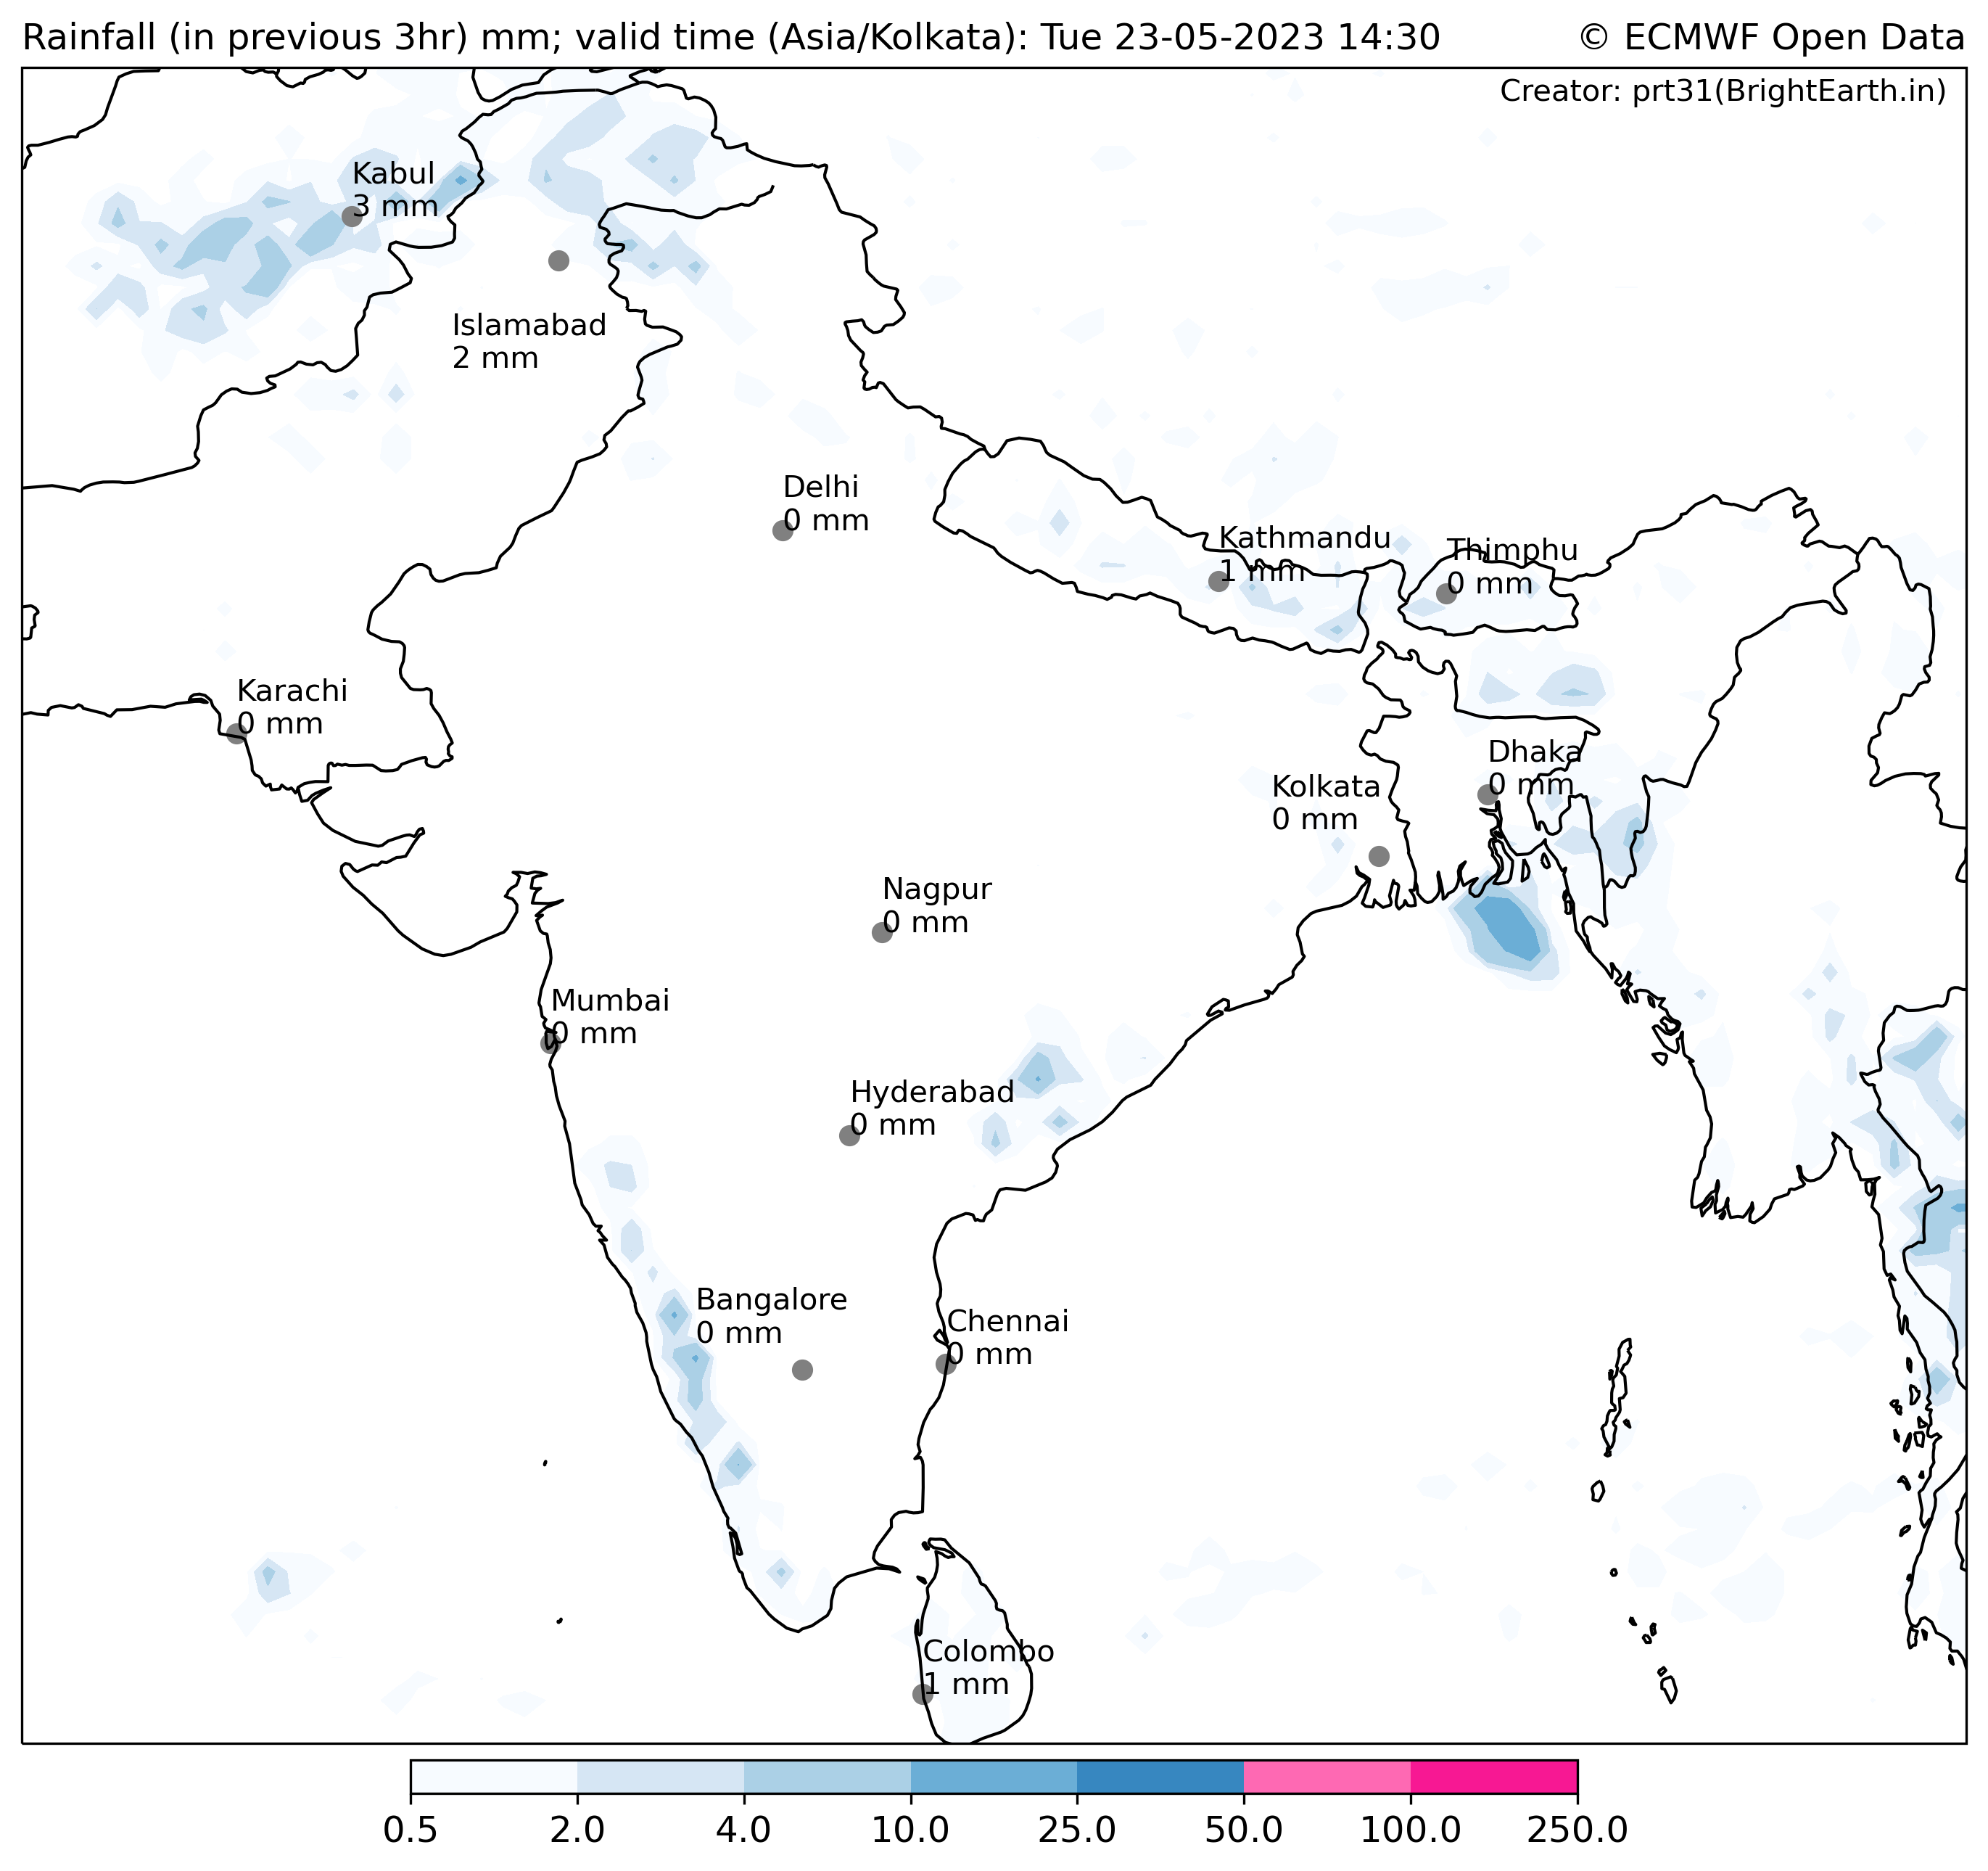 Rainfall (in previous 3hr) mm; valid time (Asia/Kolkata): Tue 23-05-2023 14:30
© ECMWF Open Data
Creator: prt31(BrightEarth.in)
Kabul
3 mm
Islamabad
2 mm
Delhi
0 mm
Kathmandu
1 mm
Thimphu
0 mm
Karachi
0 mm
Dhaka
0 mm
Kolkata
0 mm
Nagpur
0 mm
Mumbai
0 mm
Hyderabad
0 mm
Bangalore
0 mm
Chennai
0 mm
Colombo
1 mm
0.5 2.0 4.0 10.0 25.0 50.0 100.0 250.0